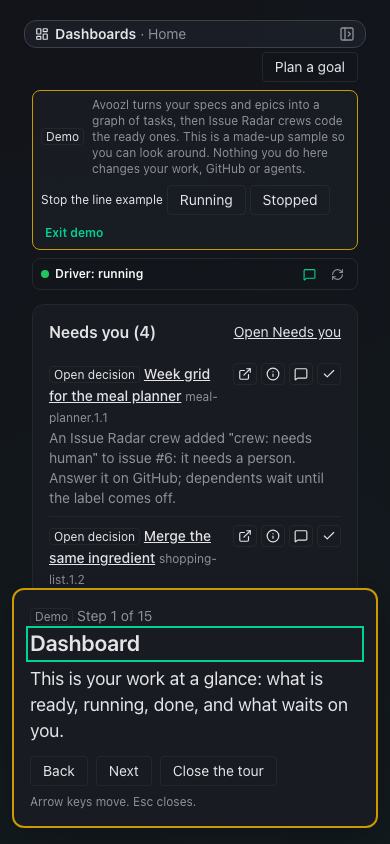 Dashboards · Home
Plan a goal
Demo
Avoozl turns your specs and epics into a
graph of tasks, then Issue Radar crews code
the ready ones. This is a made-up sample so
you can look around. Nothing you do here
changes your work, GitHub or agents.
Stop the line example Running Stopped
Exit demo
Driver: running
Needs you (4) Open Needs you
Open decision Week grid
for the meal planner meal-
planner.1.1
An Issue Radar crew added "crew: needs
human" to issue #6: it needs a person.
Answer it on GitHub; dependents wait until
the label comes off.
Open decision Merge the
same ingredient shopping-
list.1.2
Demo Step 1 of 15
Dashboard
This is your work at a glance: what is
ready, running, done, and what waits on
you.
Back Next Close the tour
Arrow keys move. Esc closes.